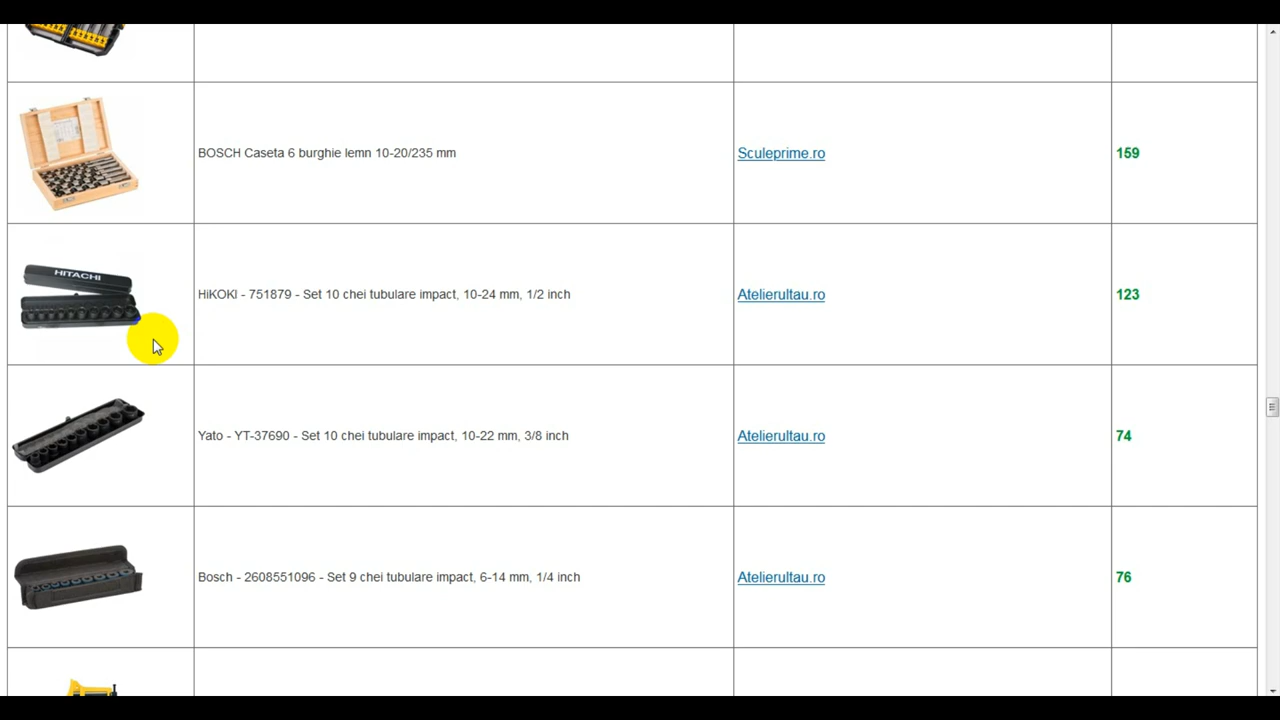 BOSCH Caseta 6 burghie lemn 10-20/235 mm
Sculeprime.ro
159
HITACHI
HiKOKI - 751879 - Set 10 chei tubulare impact, 10-24 mm, 1/2 inch
Atelierultau.ro
123
Yato - YT-37690 - Set 10 chei tubulare impact, 10-22 mm, 3/8 inch
Atelierultau.ro
74
Bosch - 2608551096 - Set 9 chei tubulare impact, 6-14 mm, 1/4 inch
Atelierultau.ro
76